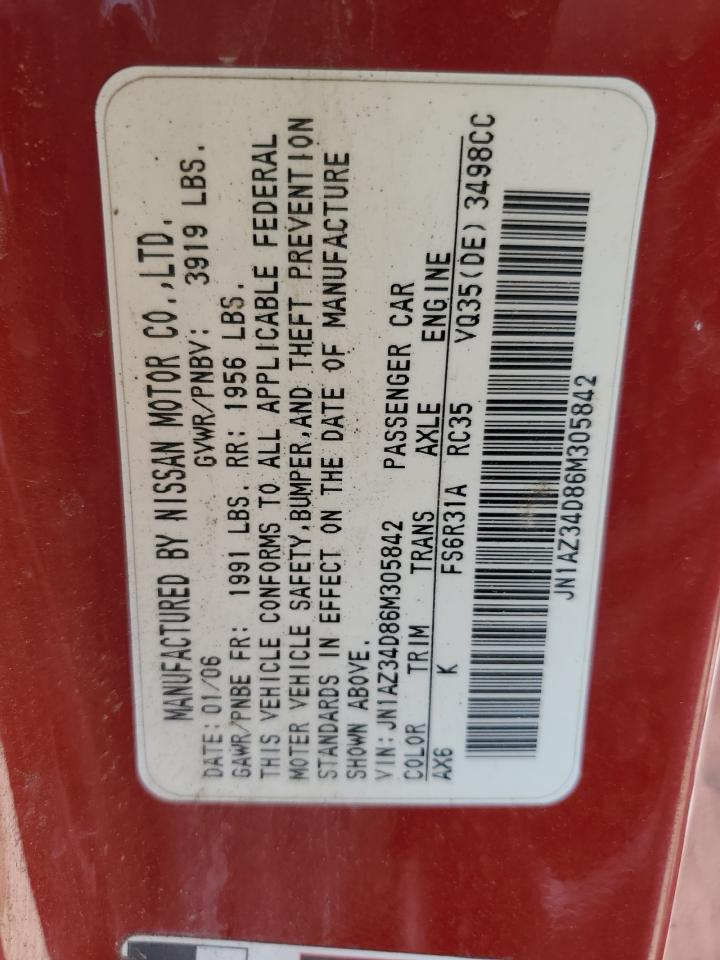 MANUFACTURED BY NISSAN MOTOR CO.,LTD.
DATE: 01/06 GVWR/PNBV: 3919 LBS.
GAWR/PNBE FR: 1991 LBS. RR: 1956 LBS.
THIS VEHICLE CONFORMS TO ALL APPLICABLE FEDERAL
MOTER VEHICLE SAFETY,BUMPER,AND THEFT PREVENTION
STANDARDS IN EFFECT ON THE DATE OF MANUFACTURE
SHOWN ABOVE.
VIN: JN1AZ34D86M305842 PASSENGER CAR
COLOR TRIM TRANS AXLE ENGINE
AX6 K FS6R31A RC35 VQ35(DE) 3498CC
JN1AZ34D86M305842